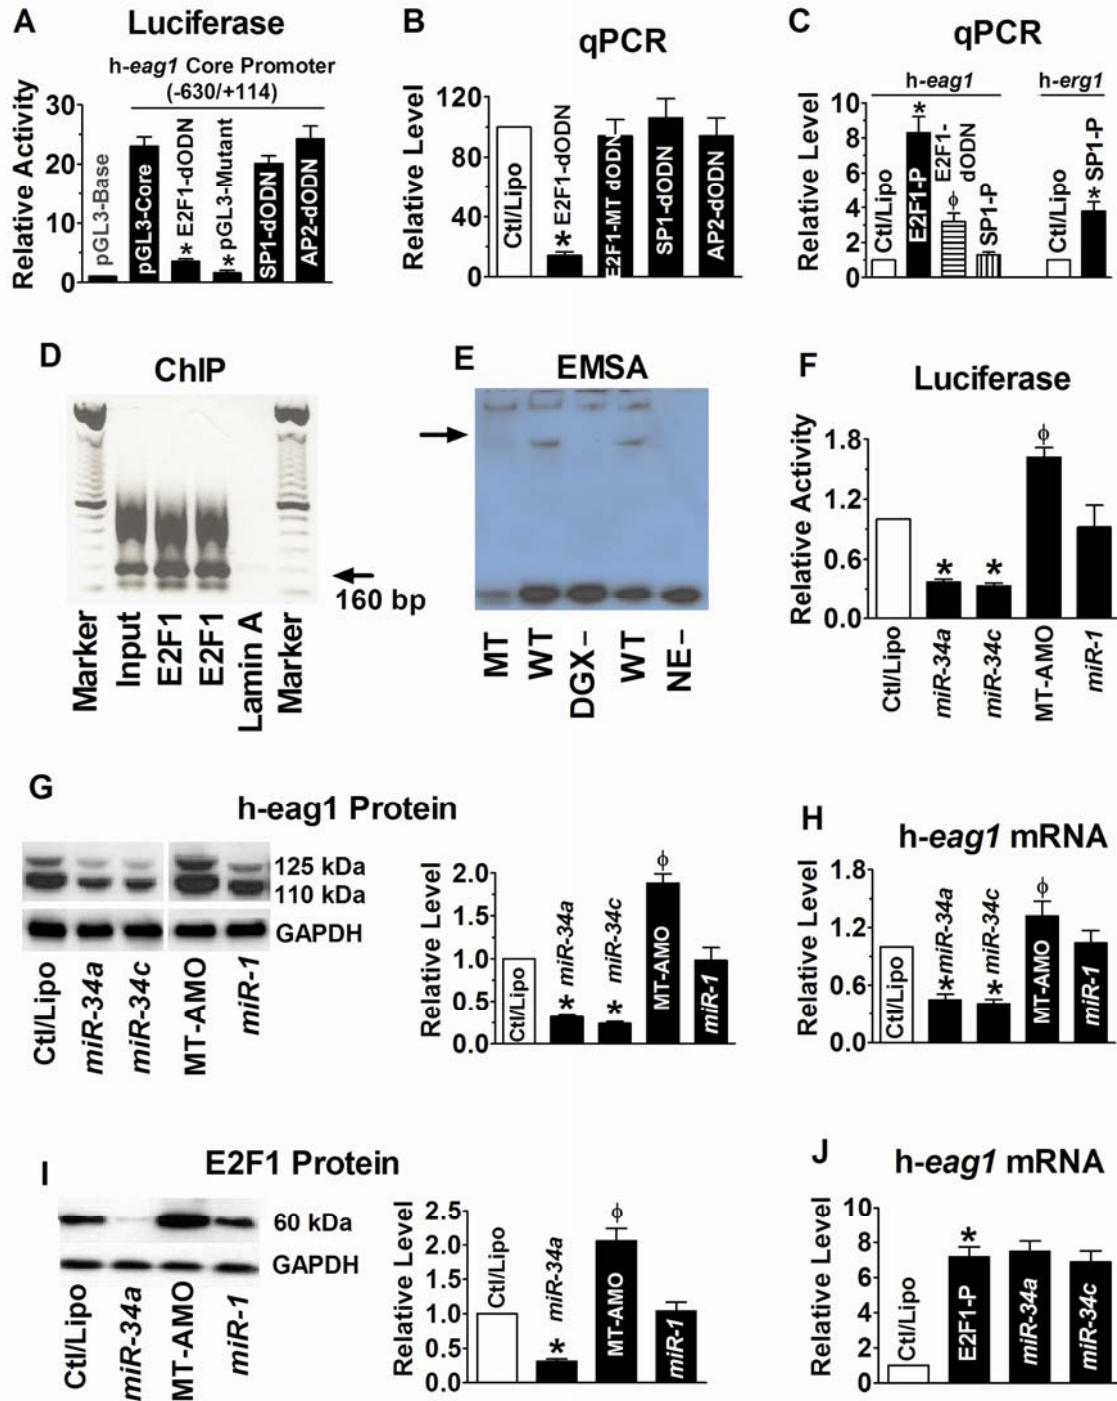 A
Luciferase
h-eag1 Core Promoter
(-630/+114)
Relative Activity
30
20
10
0
pGL3-Base
pGL3-Core
* E2F1-dODN
* pGL3-Mutant
SP1-dODN
AP2-dODN
B
qPCR
Relative Level
120
80
40
0
Ctl/Lipo
* E2F1-dODN
E2F1-MT dODN
SP1-dODN
AP2-dODN
C
qPCR
h-eag1
h-erg1
Relative Level
10
8
6
4
2
0
Ctl/Lipo
*
E2F1-P
E2F1-
dODN
ϕ
SP1-P
Ctl/Lipo
* SP1-P
D
ChIP
160 bp
Marker
Input
E2F1
E2F1
Lamin A
Marker
E
EMSA
MT
WT
DGX–
WT
NE–
F
Luciferase
Relative Activity
1.8
1.2
0.6
0.0
*
*
ϕ
Ctl/Lipo
miR-34a
miR-34c
MT-AMO
miR-1
G
h-eag1 Protein
125 kDa
110 kDa
GAPDH
Ctl/Lipo
miR-34a
miR-34c
MT-AMO
miR-1
Relative Level
2.0
1.5
1.0
0.5
0.0
Ctl/Lipo
* miR-34a
* miR-34c
ϕ
MT-AMO
miR-1
H
h-eag1 mRNA
Relative Level
1.8
1.2
0.6
0.0
Ctl/Lipo
*miR-34a
* miR-34c
ϕ
MT-AMO
miR-1
I
E2F1 Protein
60 kDa
GAPDH
Ctl/Lipo
miR-34a
MT-AMO
miR-1
Relative Level
2.5
2.0
1.5
1.0
0.5
0.0
Ctl/Lipo
* miR-34a
ϕ
MT-AMO
miR-1
J
h-eag1 mRNA
Relative Level
10
8
6
4
2
0
Ctl/Lipo
*
E2F1-P
miR-34a
miR-34c